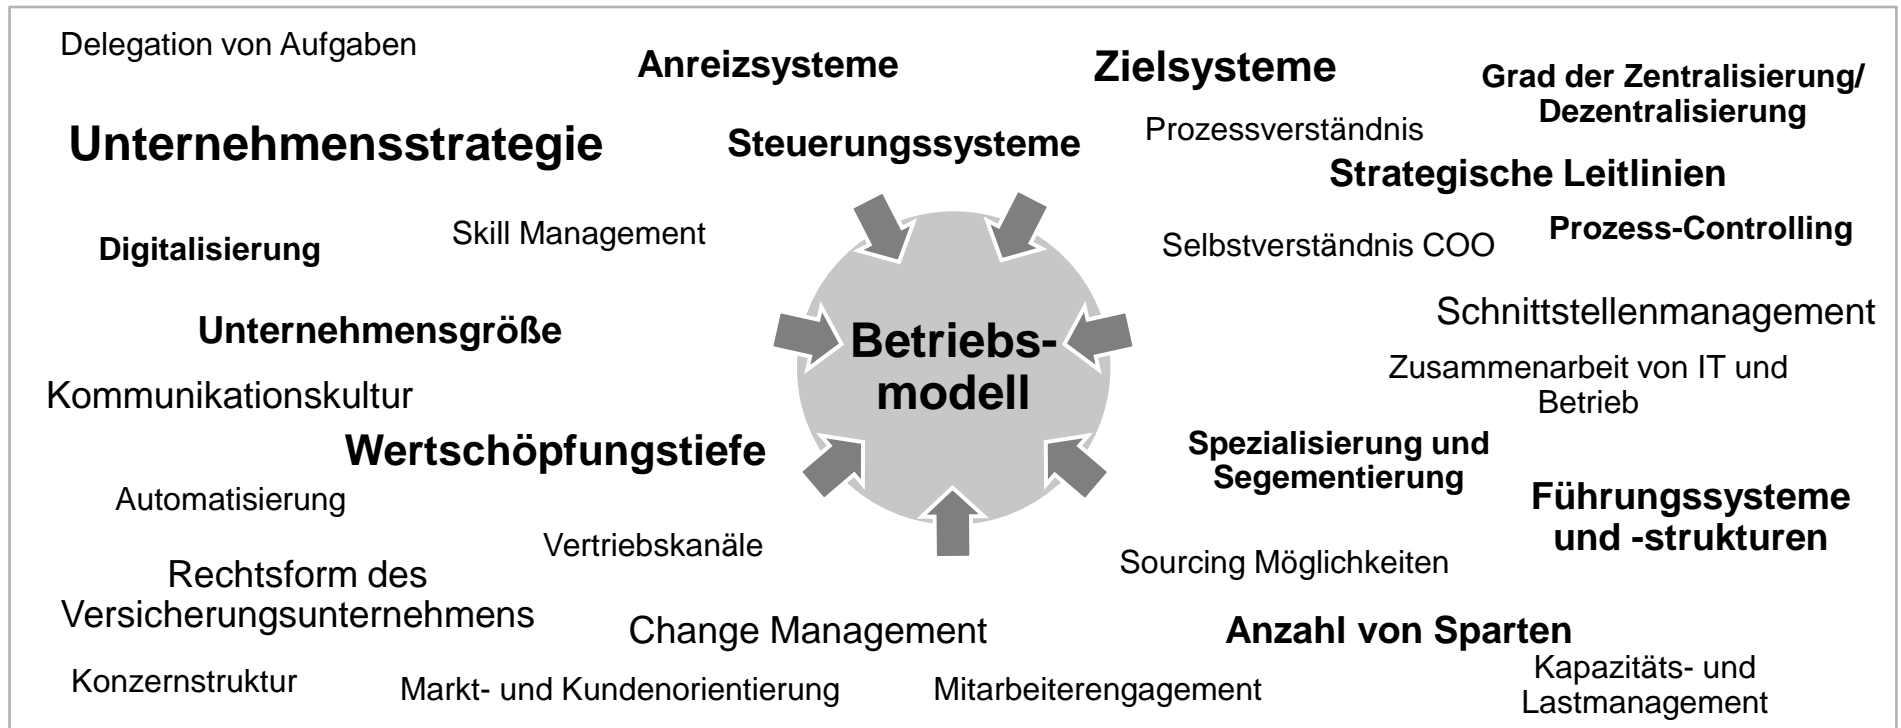 Delegation von Aufgaben
Anreizsysteme
Zielsysteme
Grad der Zentralisierung/
Dezentralisierung
Unternehmensstrategie
Steuerungssysteme
Prozessverständnis
Strategische Leitlinien
Digitalisierung
Skill Management
Selbstverständnis COO
Prozess-Controlling
Unternehmensgröße
Betriebs-
modell
Schnittstellenmanagement
Zusammenarbeit von IT und
Betrieb
Kommunikationskultur
Wertschöpfungstiefe
Spezialisierung und
Segementierung
Führungssysteme
und -strukturen
Automatisierung
Vertriebskanäle
Sourcing Möglichkeiten
Rechtsform des
Versicherungsunternehmens
Change Management
Anzahl von Sparten
Konzernstruktur
Markt- und Kundenorientierung
Mitarbeiterengagement
Kapazitäts- und
Lastmanagement